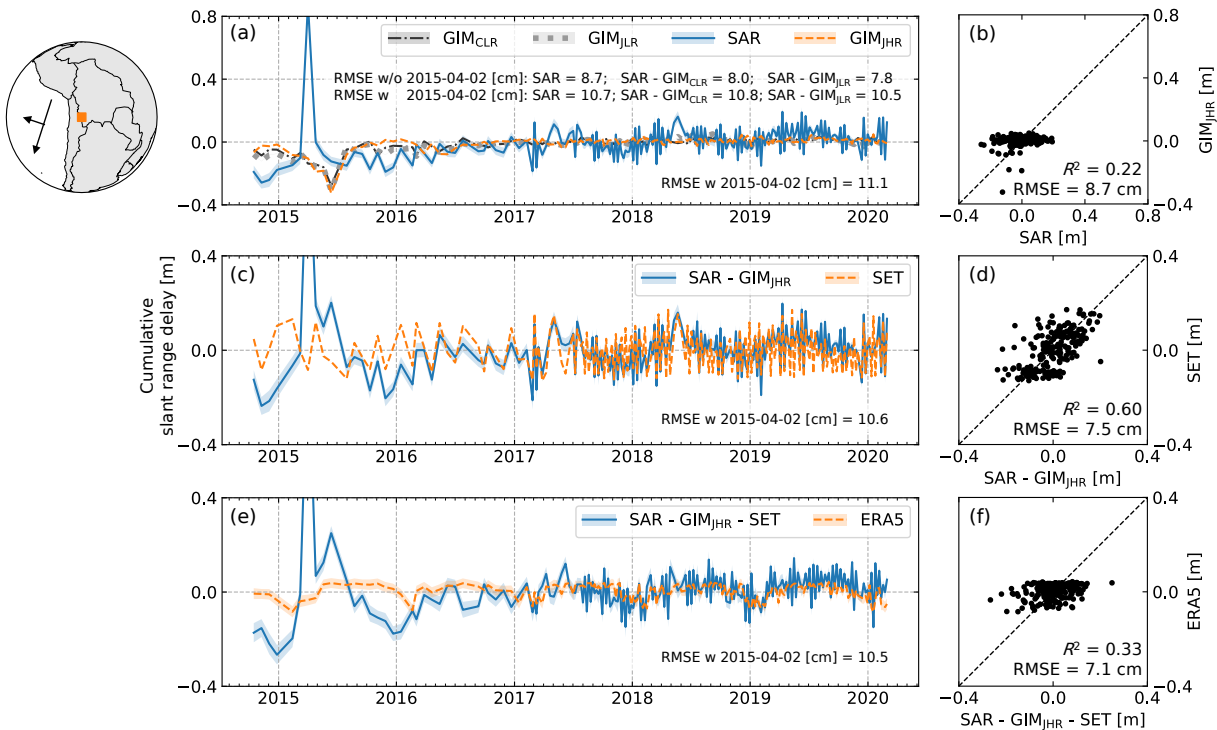 (a)
GIM_CLR
GIM_JLR
SAR
GIM_JHR
RMSE w/o 2015-04-02 [cm]: SAR = 8.7; SAR - GIM_CLR = 8.0; SAR - GIM_JLR = 7.8
RMSE w 2015-04-02 [cm]: SAR = 10.7; SAR - GIM_CLR = 10.8; SAR - GIM_JLR = 10.5
RMSE w 2015-04-02 [cm] = 11.1
0.8
0.4
0.0
−0.4
2015 2016 2017 2018 2019 2020
(b)
R² = 0.22
RMSE = 8.7 cm
0.8
0.4
0.0
−0.4
GIM_JHR [m]
−0.4 0.0 0.4 0.8
SAR [m]
(c)
SAR - GIM_JHR
SET
RMSE w 2015-04-02 [cm] = 10.6
Cumulative
slant range delay [m]
0.4
0.0
−0.4
2015 2016 2017 2018 2019 2020
(d)
R² = 0.60
RMSE = 7.5 cm
0.4
0.0
−0.4
SET [m]
−0.4 0.0 0.4
SAR - GIM_JHR [m]
(e)
SAR - GIM_JHR - SET
ERA5
RMSE w 2015-04-02 [cm] = 10.5
0.4
0.0
−0.4
2015 2016 2017 2018 2019 2020
(f)
R² = 0.33
RMSE = 7.1 cm
0.4
0.0
−0.4
ERA5 [m]
−0.4 0.0 0.4
SAR - GIM_JHR - SET [m]